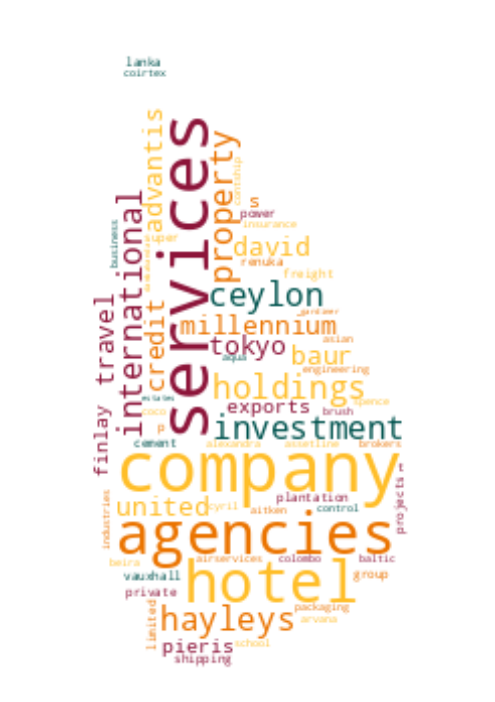 lanka
coirtex
services
advantis
property
international
s
power
insurance
super
business
david
renuka
freight
ceylon
travel
credit
millennium
tokyo
asian
aqua
baur
engineering
holdings
estates
spence
exports
brush
coco
p
investment
finlay
cement
alexandra
assetline
brokers
company
t
projects
plantation
united
cyril
aitken
control
industries
agencies
beira
airservices
colombo
baltic
vauxhall
hotel
group
private
packaging
limited
hayleys
arvana
pieris
school
shipping